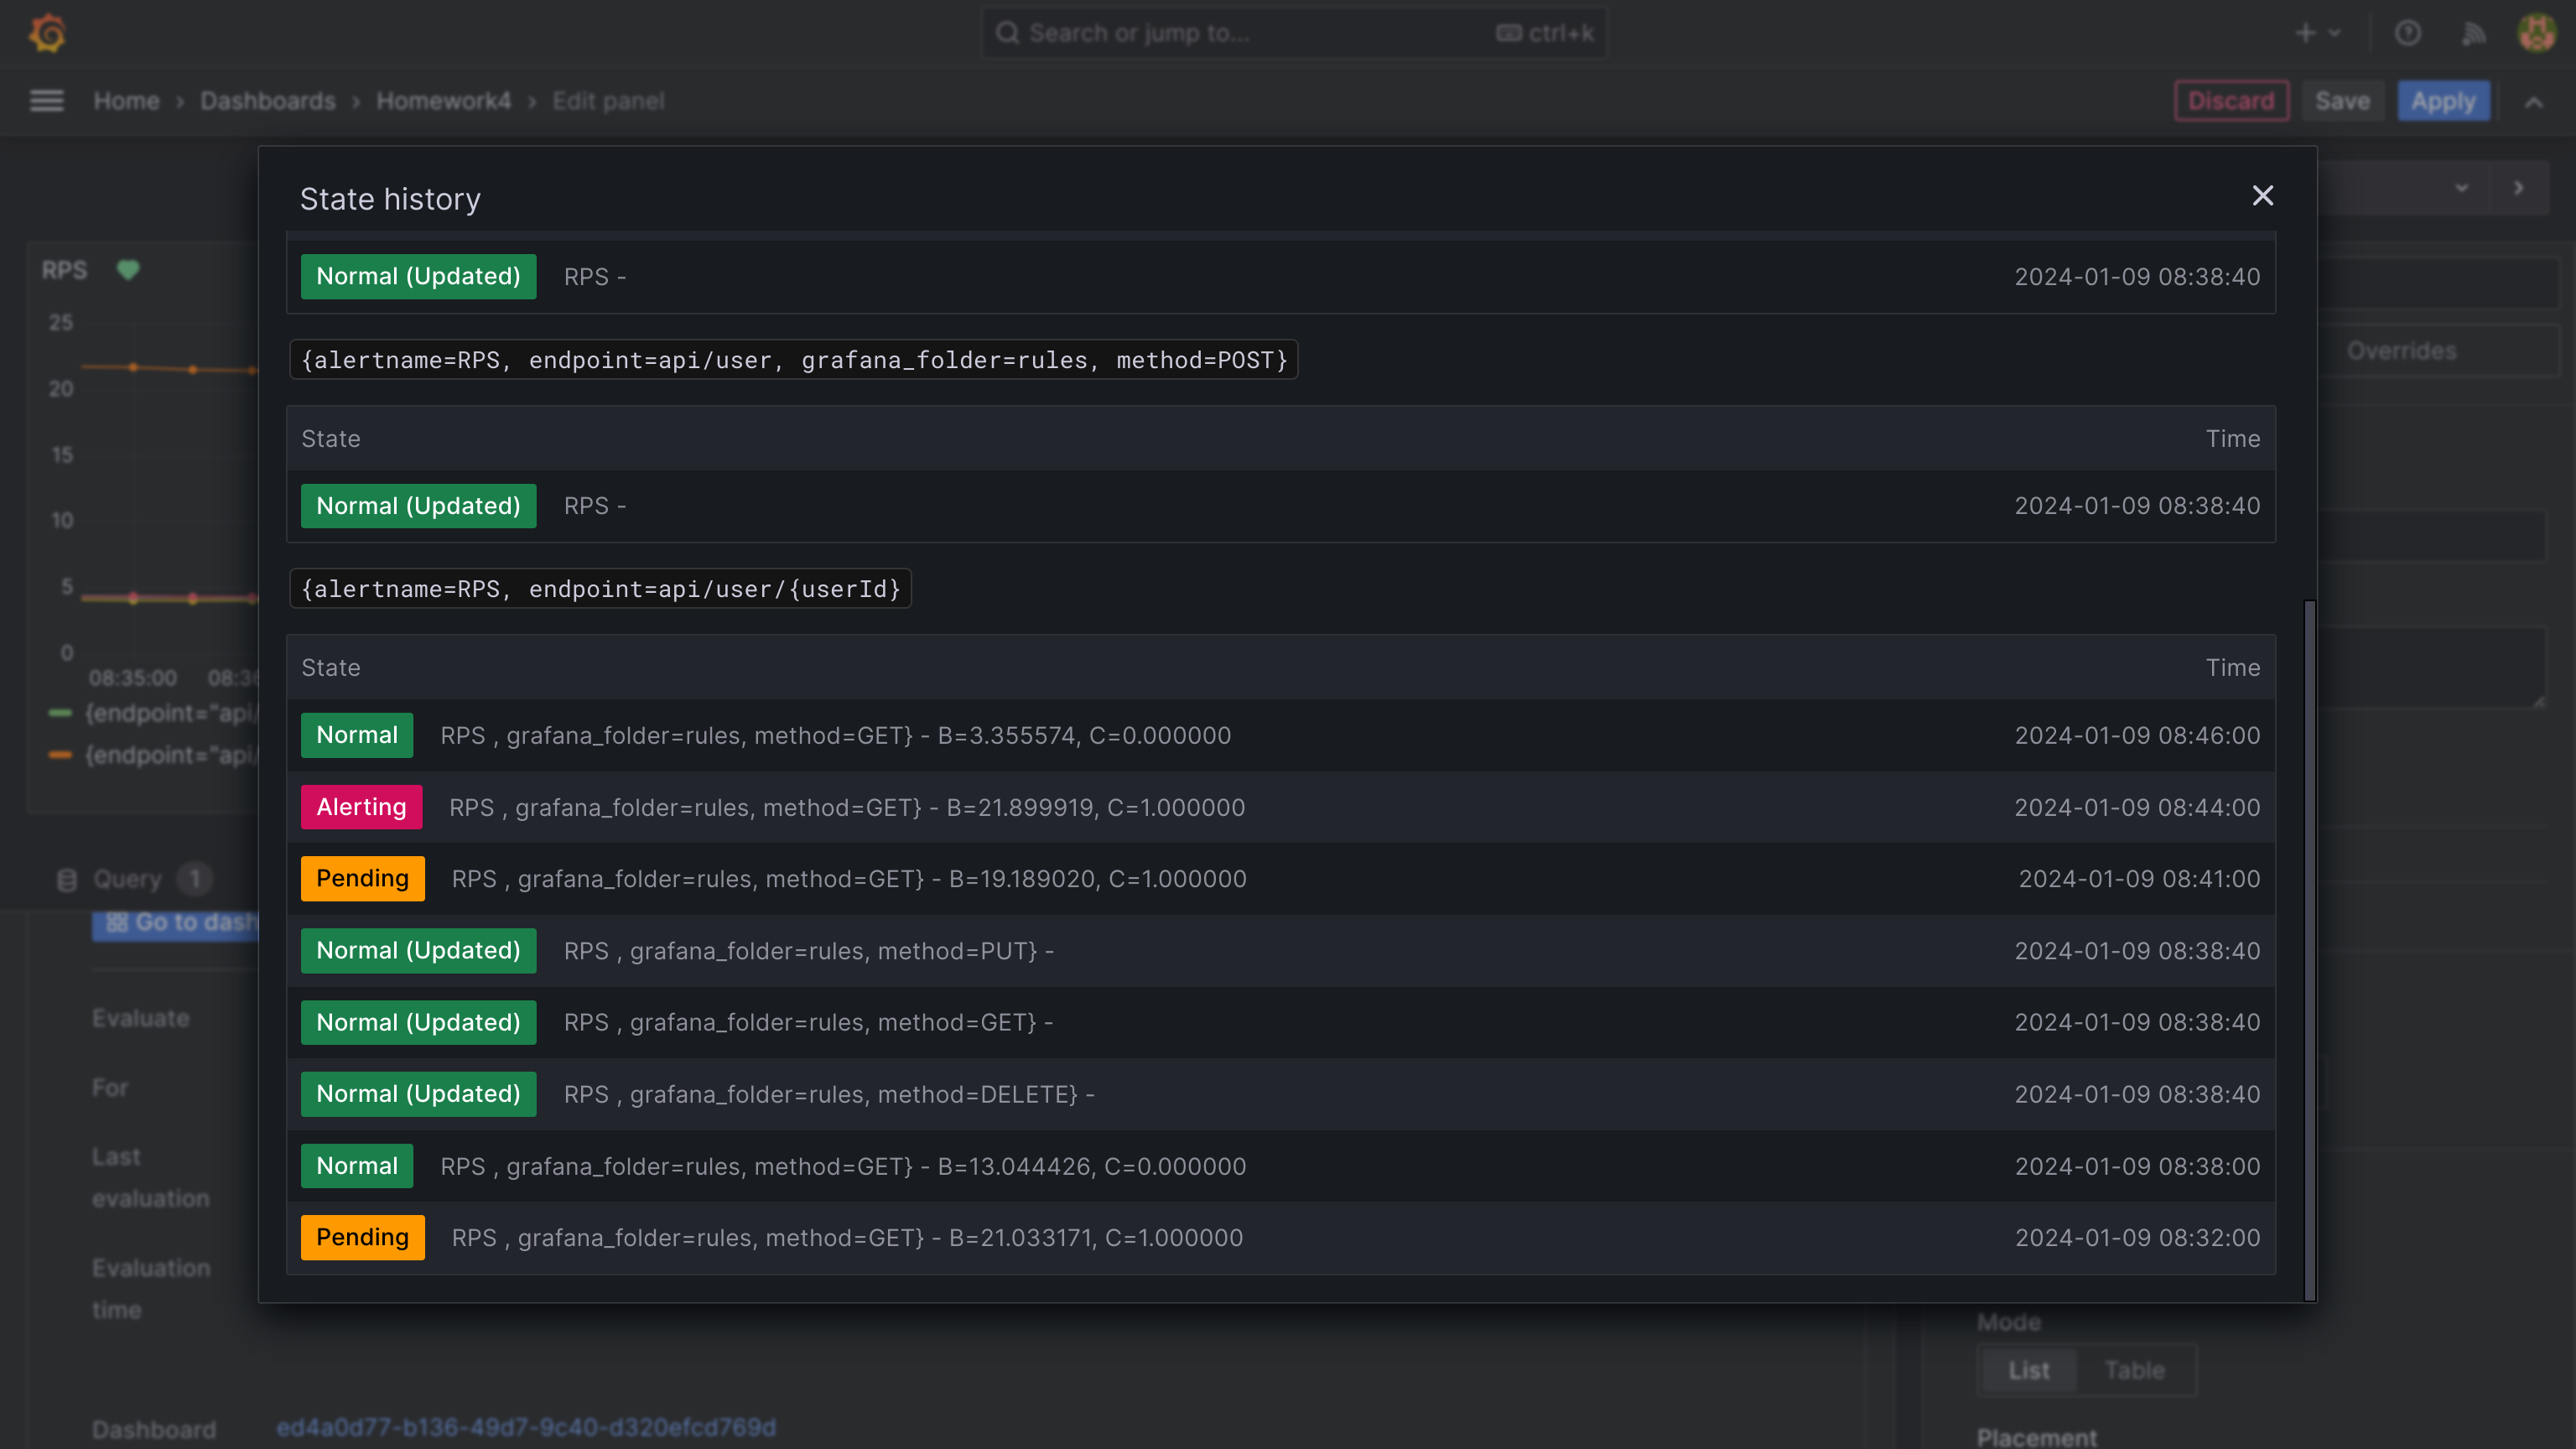 Search or jump to...
ctrl+k
Home › Dashboards › Homework4 › Edit panel
Discard
Save
Apply
State history
RPS
25
20
15
10
5
0
08:35:00
{endpoint="api/
{endpoint="api/
Query 1
Go to dash
Evaluate
For
Last evaluation
Evaluation time
Dashboard
ed4a0d77-b136-49d7-9c40-d320efcd769d
Normal (Updated) RPS - 2024-01-09 08:38:40
{alertname=RPS, endpoint=api/user, grafana_folder=rules, method=POST}
State Time
Normal (Updated) RPS - 2024-01-09 08:38:40
{alertname=RPS, endpoint=api/user/{userId}
State Time
Normal RPS , grafana_folder=rules, method=GET} - B=3.355574, C=0.000000 2024-01-09 08:46:00
Alerting RPS , grafana_folder=rules, method=GET} - B=21.899919, C=1.000000 2024-01-09 08:44:00
Pending RPS , grafana_folder=rules, method=GET} - B=19.189020, C=1.000000 2024-01-09 08:41:00
Normal (Updated) RPS , grafana_folder=rules, method=PUT} - 2024-01-09 08:38:40
Normal (Updated) RPS , grafana_folder=rules, method=GET} - 2024-01-09 08:38:40
Normal (Updated) RPS , grafana_folder=rules, method=DELETE} - 2024-01-09 08:38:40
Normal RPS , grafana_folder=rules, method=GET} - B=13.044426, C=0.000000 2024-01-09 08:38:00
Pending RPS , grafana_folder=rules, method=GET} - B=21.033171, C=1.000000 2024-01-09 08:32:00
Overrides
Mode
List
Table
Placement